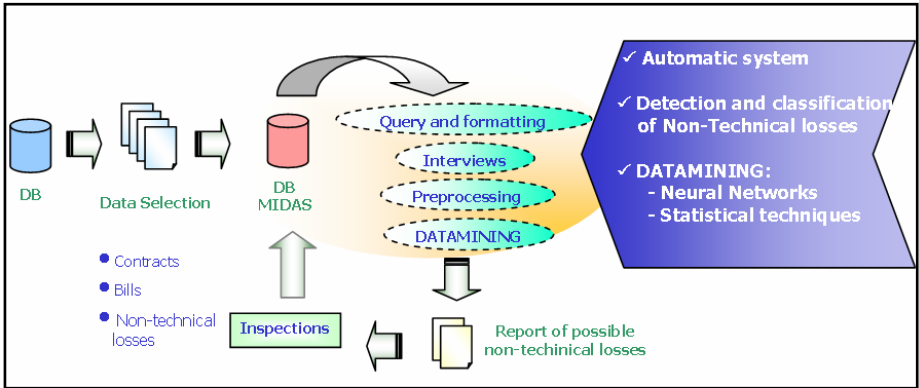 DB
Data Selection
DB
MIDAS
Query and formatting
Interviews
Preprocessing
DATAMINING
✓ Automatic system
✓ Detection and classification
of Non-Technical losses
✓ DATAMINING:
- Neural Networks
- Statistical techniques
• Contracts
• Bills
• Non-technical
losses
Inspections
Report of possible
non-techinical losses